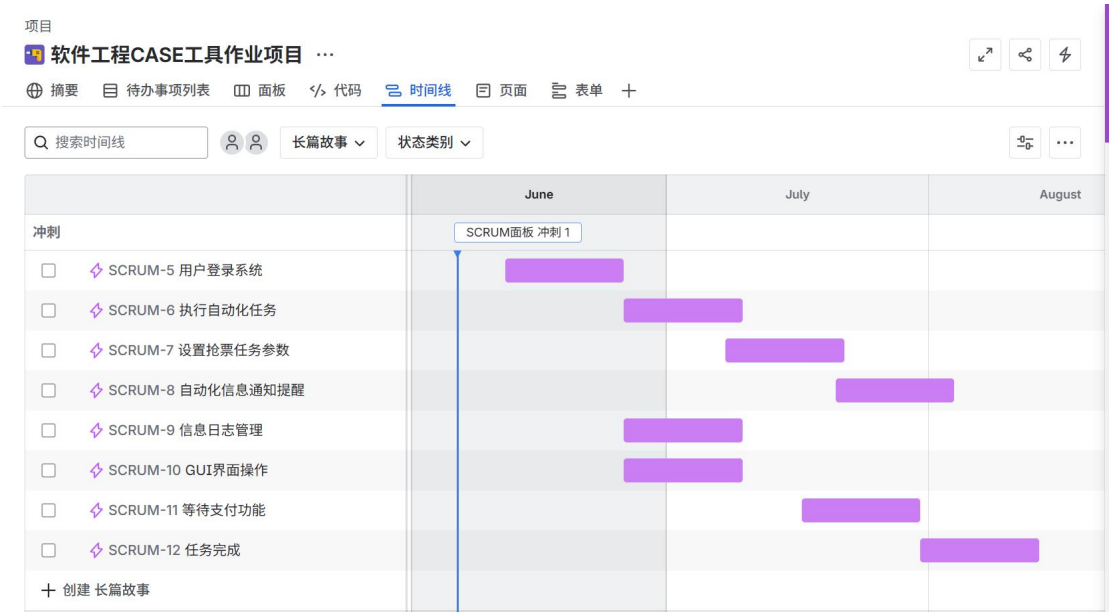 项目
软件工程CASE工具作业项目 ···
摘要 待办事项列表 面板 代码 时间线 页面 表单
搜索时间线 长篇故事 状态类别
June July August
冲刺 SCRUM面板 冲刺 1
SCRUM-5 用户登录系统
SCRUM-6 执行自动化任务
SCRUM-7 设置抢票任务参数
SCRUM-8 自动化信息通知提醒
SCRUM-9 信息日志管理
SCRUM-10 GUI界面操作
SCRUM-11 等待支付功能
SCRUM-12 任务完成
创建 长篇故事